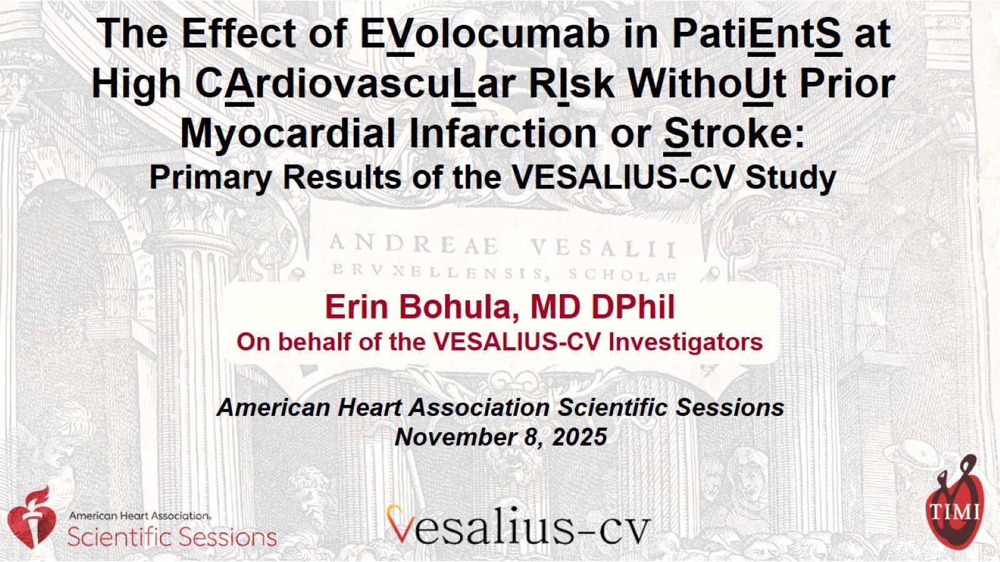 The Effect of EVolocumab in PatiEntS at
High CArdiovascuLar RIsk WithoUt Prior
Myocardial Infarction or Stroke:
Primary Results of the VESALIUS-CV Study
ANDREAE VESALII
BRVXELLENSIS, SCHOLAE
Erin Bohula, MD DPhil
On behalf of the VESALIUS-CV Investigators
American Heart Association Scientific Sessions
November 8, 2025
American Heart Association®
Scientific Sessions
vesalius-cv
TIMI